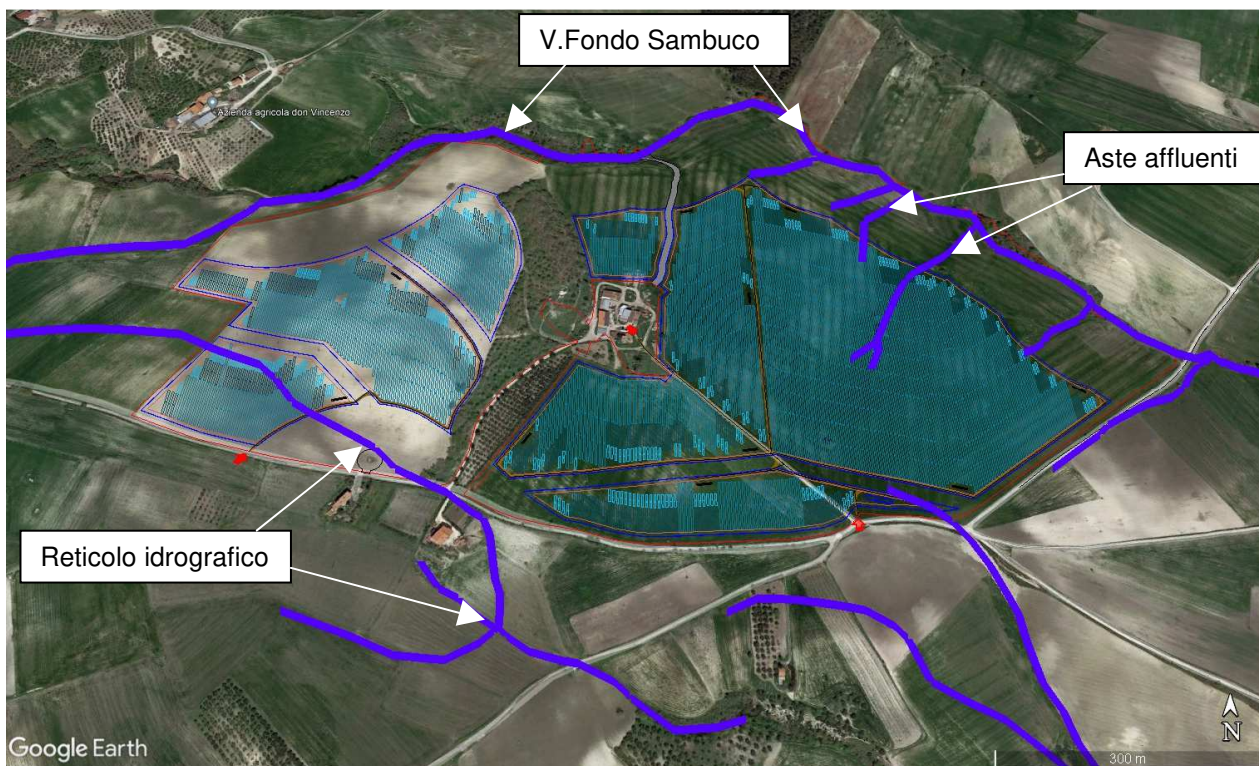 V.Fondo Sambuco
Azienda agricola don Vincenzo
Aste affluenti
Reticolo idrografico
N
Google Earth
300 m